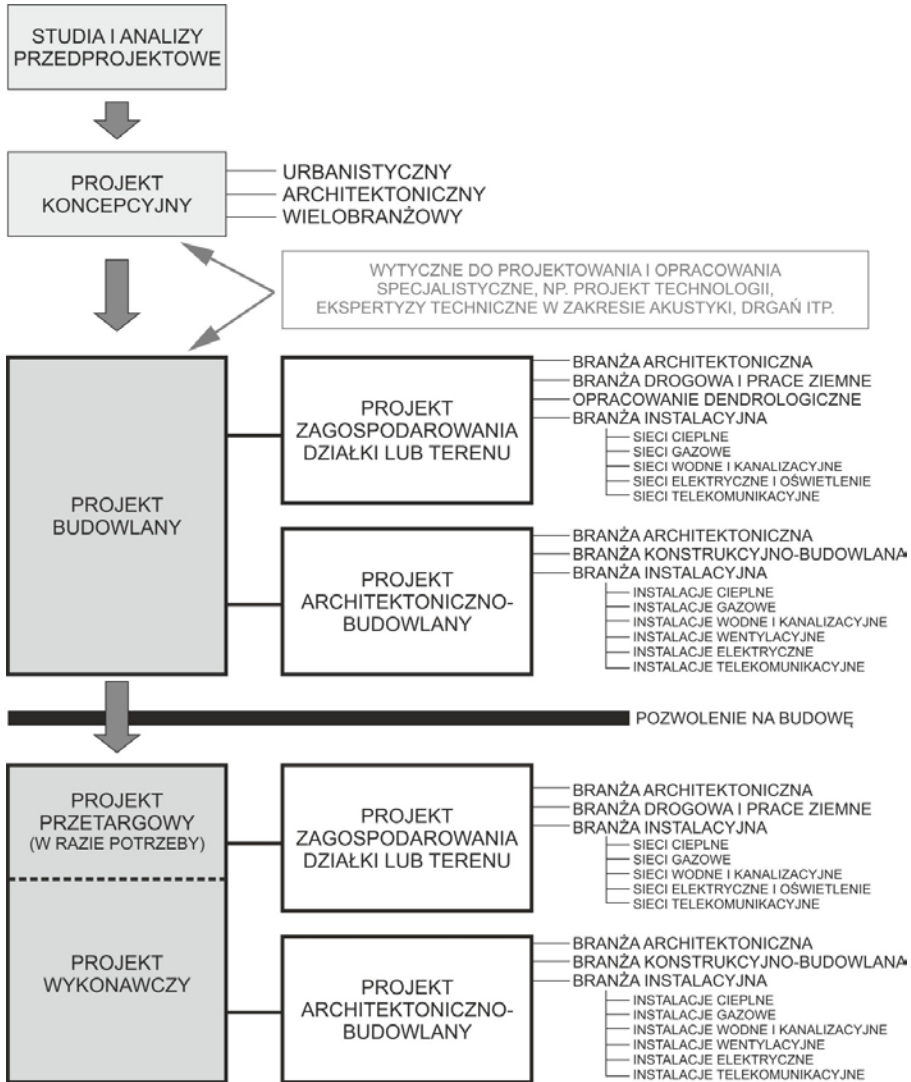 STUDIA I ANALIZY
PRZEDPROJEKTOWE
PROJEKT
KONCEPCYJNY
URBANISTYCZNY
ARCHITEKTONICZNY
WIELOBRANŻOWY
WYTYCZNE DO PROJEKTOWANIA I OPRACOWANIA
SPECJALISTYCZNE, NP. PROJEKT TECHNOLOGII,
EKSPERTYZY TECHNICZNE W ZAKRESIE AKUSTYKI, DRGAŃ ITP.
PROJEKT
BUDOWLANY
PROJEKT
ZAGOSPODAROWANIA
DZIAŁKI LUB TERENU
BRANŻA ARCHITEKTONICZNA
BRANŻA DROGOWA I PRACE ZIEMNE
OPRACOWANIE DENDROLOGICZNE
BRANŻA INSTALACYJNA
SIECI CIEPLNE
SIECI GAZOWE
SIECI WODNE I KANALIZACYJNE
SIECI ELEKTRYCZNE I OŚWIETLENIE
SIECI TELEKOMUNIKACYJNE
PROJEKT
ARCHITEKTONICZNO-
BUDOWLANY
BRANŻA ARCHITEKTONICZNA
BRANŻA KONSTRUKCYJNO-BUDOWLANA
BRANŻA INSTALACYJNA
INSTALACJE CIEPLNE
INSTALACJE GAZOWE
INSTALACJE WODNE I KANALIZACYJNE
INSTALACJE WENTYLACYJNE
INSTALACJE ELEKTRYCZNE
INSTALACJE TELEKOMUNIKACYJNE
POZWOLENIE NA BUDOWĘ
PROJEKT
PRZETARGOWY
(W RAZIE POTRZEBY)
PROJEKT
WYKONAWCZY
PROJEKT
ZAGOSPODAROWANIA
DZIAŁKI LUB TERENU
BRANŻA ARCHITEKTONICZNA
BRANŻA DROGOWA I PRACE ZIEMNE
BRANŻA INSTALACYJNA
SIECI CIEPLNE
SIECI GAZOWE
SIECI WODNE I KANALIZACYJNE
SIECI ELEKTRYCZNE I OŚWIETLENIE
SIECI TELEKOMUNIKACYJNE
PROJEKT
ARCHITEKTONICZNO-
BUDOWLANY
BRANŻA ARCHITEKTONICZNA
BRANŻA KONSTRUKCYJNO-BUDOWLANA
BRANŻA INSTALACYJNA
INSTALACJE CIEPLNE
INSTALACJE GAZOWE
INSTALACJE WODNE I KANALIZACYJNE
INSTALACJE WENTYLACYJNE
INSTALACJE ELEKTRYCZNE
INSTALACJE TELEKOMUNIKACYJNE